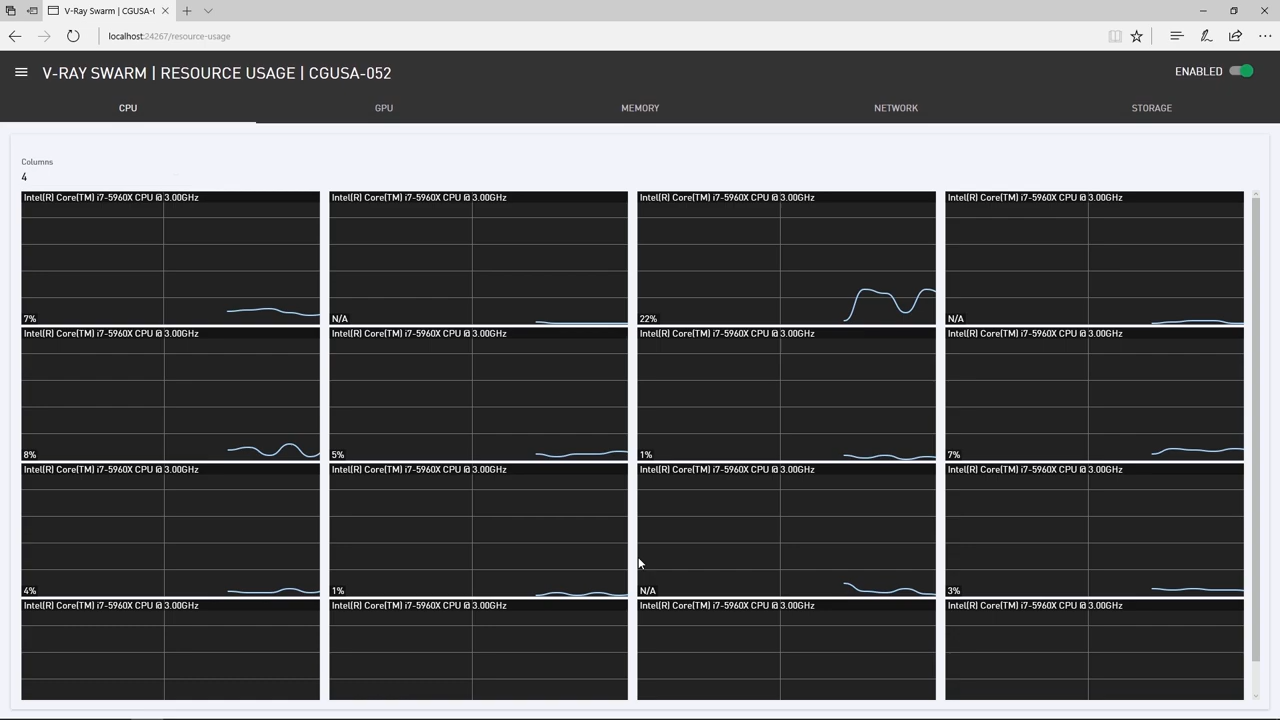 V-Ray Swarm | CGUSA-(
localhost:24267/resource-usage
V-RAY SWARM | RESOURCE USAGE | CGUSA-052
ENABLED
CPU GPU MEMORY NETWORK STORAGE
Columns
4
Intel(R) Core(TM) i7-5960X CPU @ 3.00GHz Intel(R) Core(TM) i7-5960X CPU @ 3.00GHz Intel(R) Core(TM) i7-5960X CPU @ 3.00GHz Intel(R) Core(TM) i7-5960X CPU @ 3.00GHz
7% N/A 22% N/A
Intel(R) Core(TM) i7-5960X CPU @ 3.00GHz Intel(R) Core(TM) i7-5960X CPU @ 3.00GHz Intel(R) Core(TM) i7-5960X CPU @ 3.00GHz Intel(R) Core(TM) i7-5960X CPU @ 3.00GHz
8% 5% 1% 7%
Intel(R) Core(TM) i7-5960X CPU @ 3.00GHz Intel(R) Core(TM) i7-5960X CPU @ 3.00GHz Intel(R) Core(TM) i7-5960X CPU @ 3.00GHz Intel(R) Core(TM) i7-5960X CPU @ 3.00GHz
4% 1% N/A 3%
Intel(R) Core(TM) i7-5960X CPU @ 3.00GHz Intel(R) Core(TM) i7-5960X CPU @ 3.00GHz Intel(R) Core(TM) i7-5960X CPU @ 3.00GHz Intel(R) Core(TM) i7-5960X CPU @ 3.00GHz